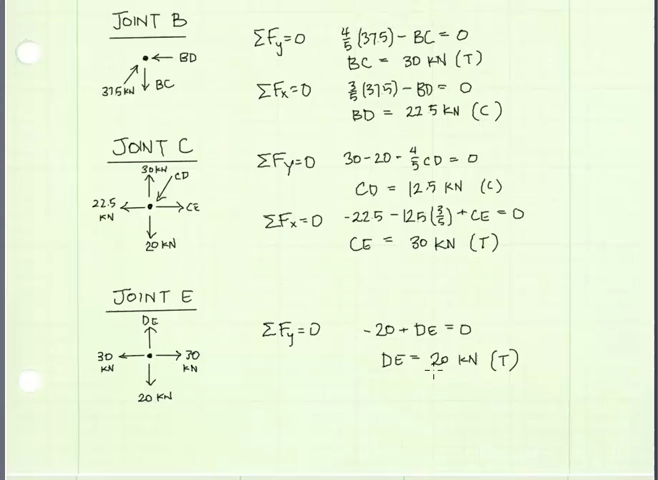 JOINT B
BD
37.5 KN
BC
ΣFy=0
4/5(37.5) - BC = 0
BC = 30 KN (T)
ΣFx=0
3/5(37.5) - BD = 0
BD = 22.5 KN (C)
JOINT C
30 KN
CD
22.5 KN
CE
20 KN
ΣFy=0
30-20-4/5CD = 0
CD = 12.5 KN (C)
ΣFx=0
-22.5-12.5(3/5)+CE = 0
CE = 30 KN (T)
JOINT E
DE
30 KN
30 KN
20 KN
ΣFy=0
-20+DE = 0
DE = 20 KN (T)